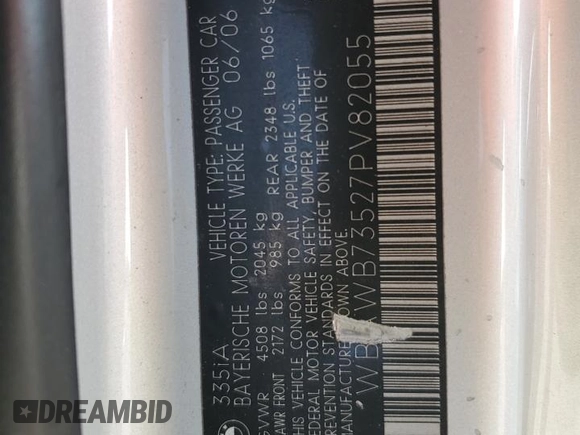 335iA
VEHICLE TYPE: PASSENGER CAR
BAYERISCHE MOTOREN WERKE AG 06/06
GVWR 4508 lbs 2045 kg
GAWR FRONT 2172 lbs 985 kg REAR 2348 lbs 1065 kg
THIS VEHICLE CONFORMS TO ALL APPLICABLE U.S.
FEDERAL MOTOR VEHICLE SAFETY, BUMPER AND THEFT
PREVENTION STANDARDS IN EFFECT ON THE DATE OF
MANUFACTURE SHOWN ABOVE.
WB WB73527PV82055
DREAMBID